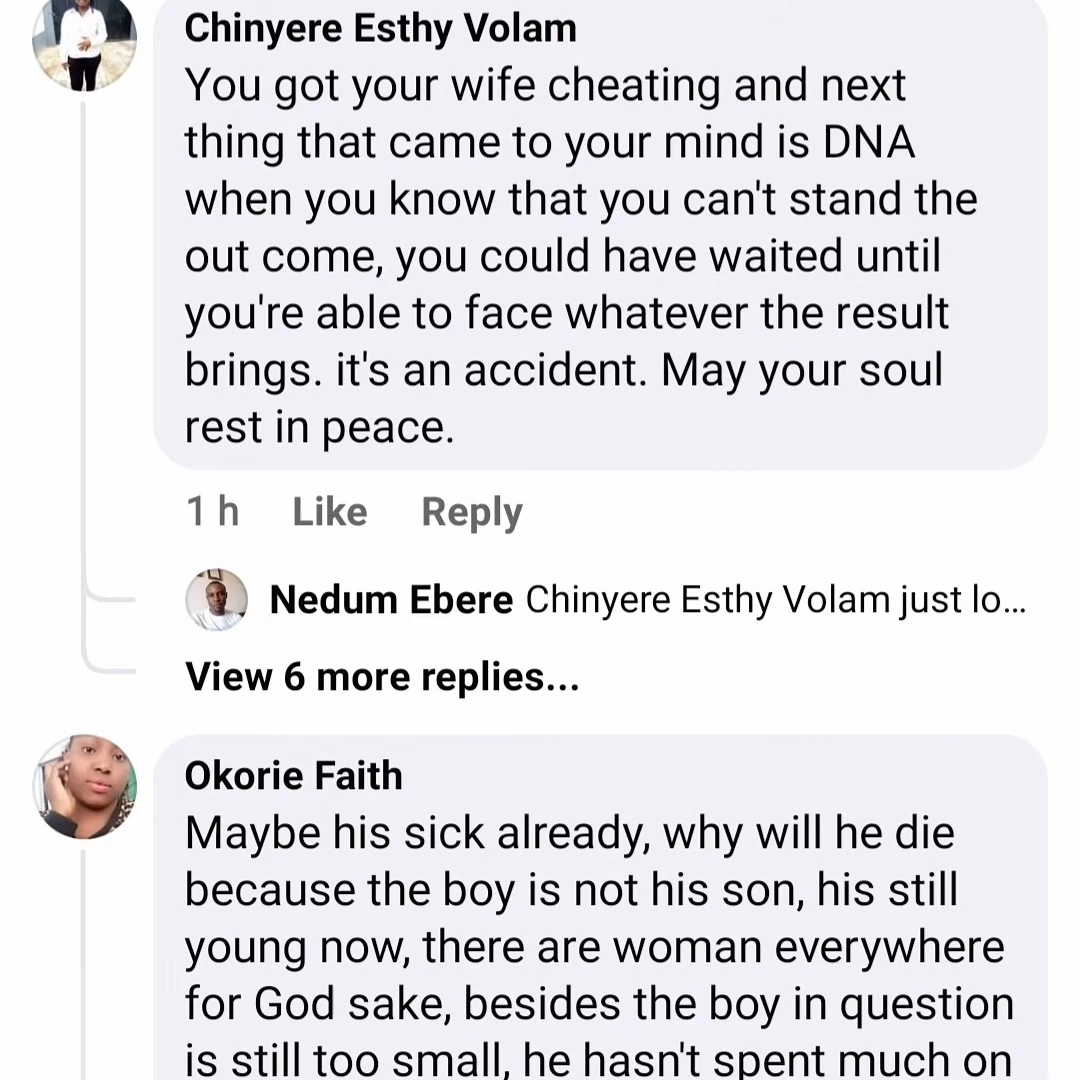 Chinyere Esthy Volam
You got your wife cheating and next
thing that came to your mind is DNA
when you know that you can't stand the
out come, you could have waited until
you're able to face whatever the result
brings. it's an accident. May your soul
rest in peace.
1 h Like Reply
Nedum Ebere Chinyere Esthy Volam just lo...
View 6 more replies...
Okorie Faith
Maybe his sick already, why will he die
because the boy is not his son, his still
young now, there are woman everywhere
for God sake, besides the boy in question
is still too small, he hasn't spent much on